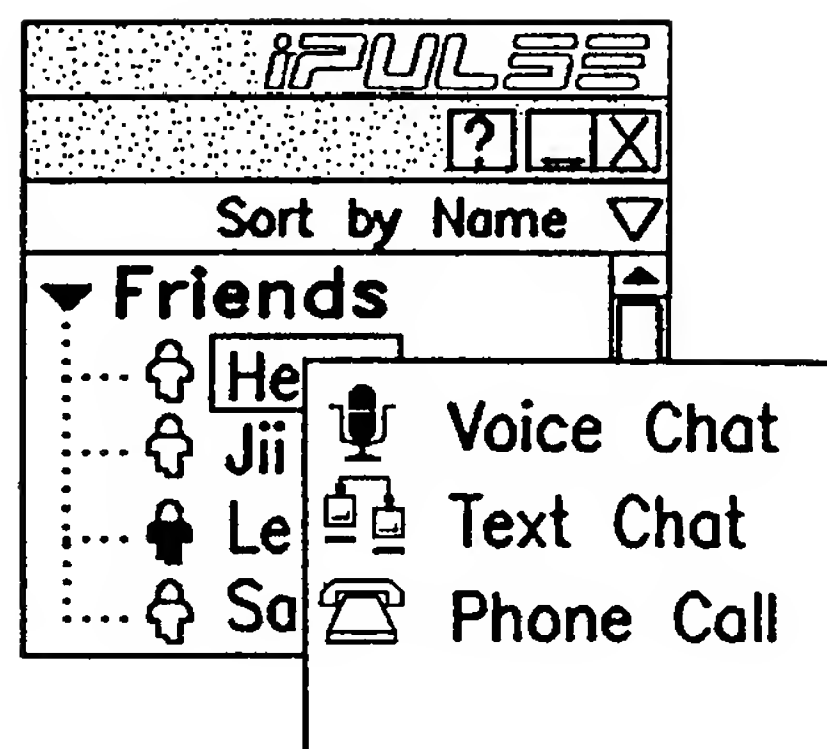 iPULSE
? _ X
Sort by Name
Friends
He
Jii
Le
Sa
Voice Chat
Text Chat
Phone Call